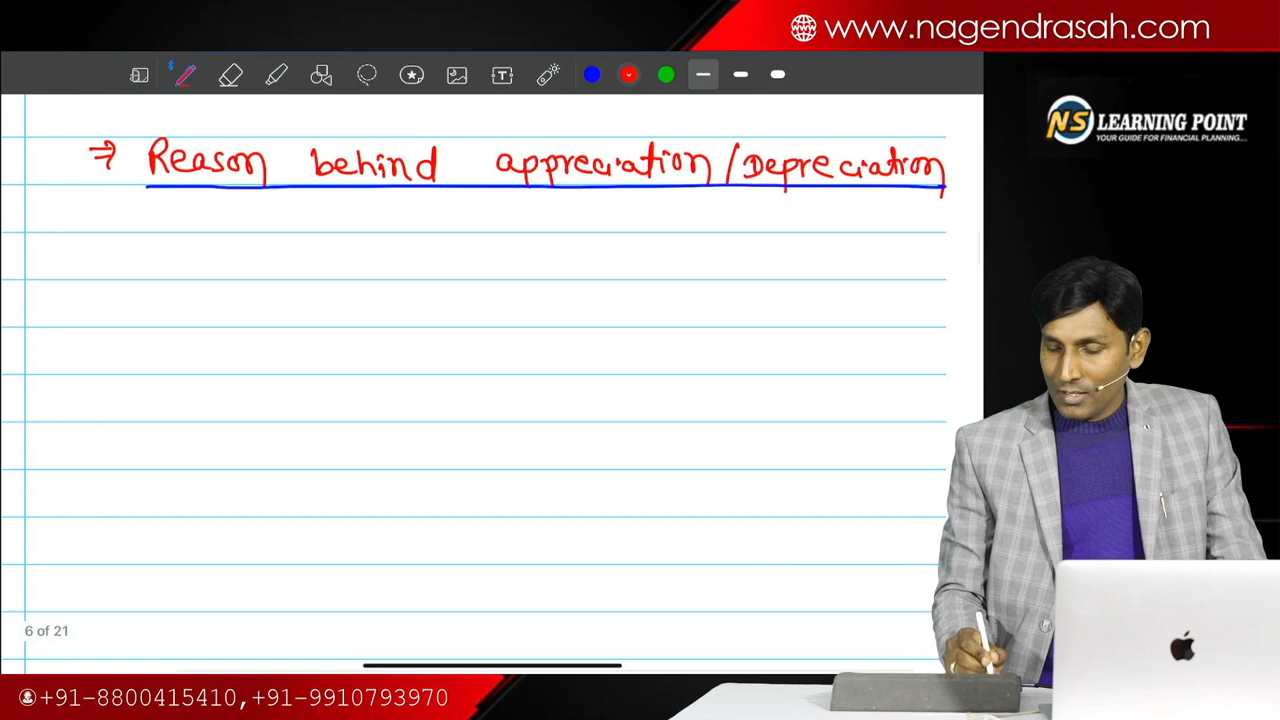 www.nagendrasah.com
T
NS LEARNING POINT
YOUR GUIDE FOR FINANCIAL PLANNING....
⇒ Reason behind appreciation/Depreciation
6 of 21
+91-8800415410,+91-9910793970